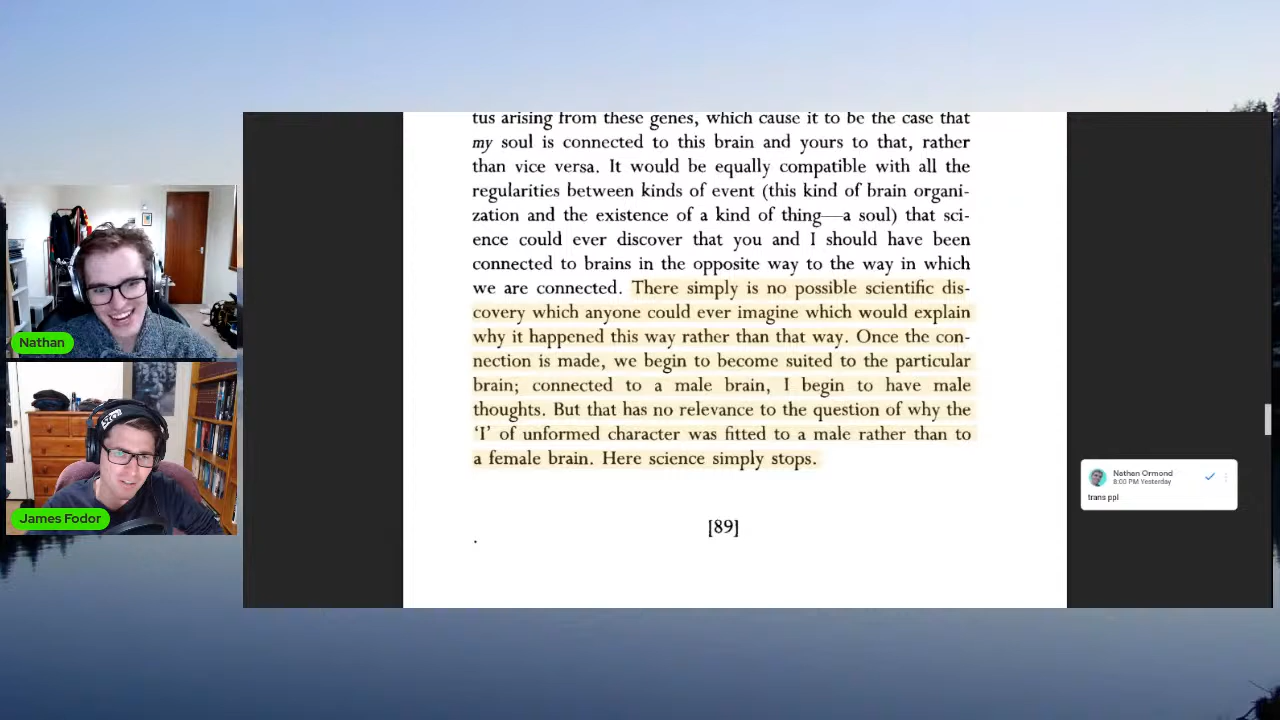 tus arising from these genes, which cause it to be the case that
my soul is connected to this brain and yours to that, rather
than vice versa. It would be equally compatible with all the
regularities between kinds of event (this kind of brain organi-
zation and the existence of a kind of thing—a soul) that sci-
ence could ever discover that you and I should have been
connected to brains in the opposite way to the way in which
we are connected. There simply is no possible scientific dis-
covery which anyone could ever imagine which would explain
why it happened this way rather than that way. Once the con-
nection is made, we begin to become suited to the particular
brain; connected to a male brain, I begin to have male
thoughts. But that has no relevance to the question of why the
‘I’ of unformed character was fitted to a male rather than to
a female brain. Here science simply stops.
[89]
Nathan
James Fodor
Nathan Ormond
8:00 PM Yesterday
trans ppl